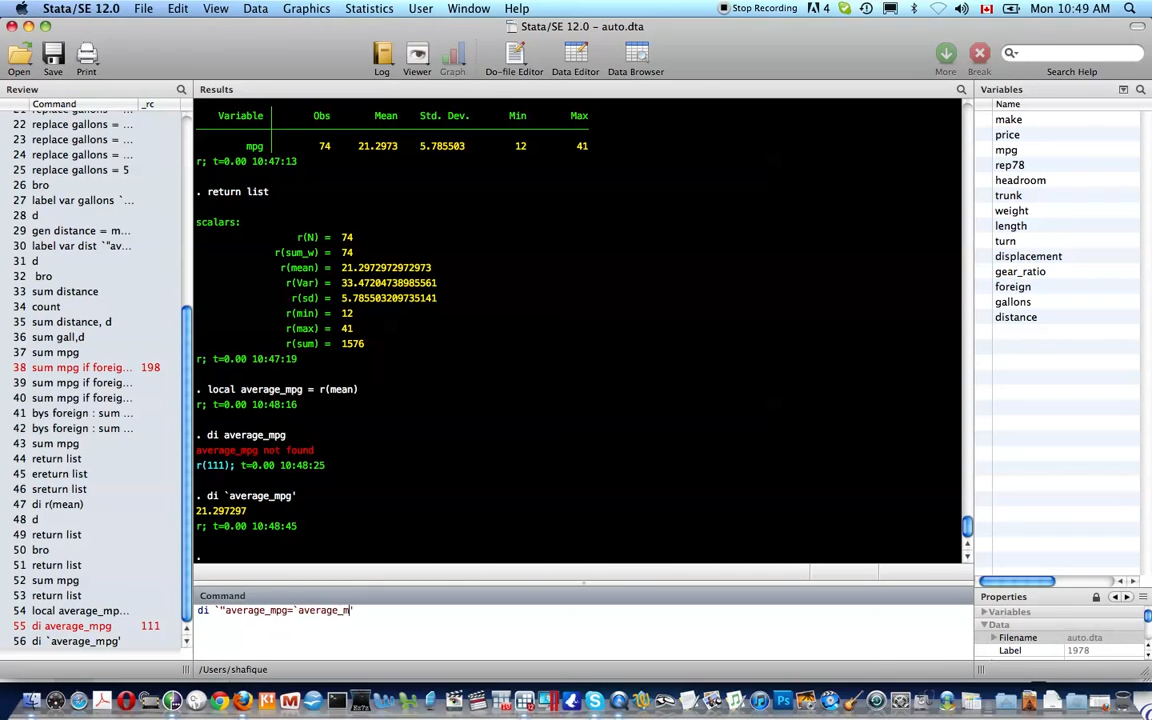 Stata/SE 12.0 File Edit View Data Graphics Statistics User Window Help Stop Recording 4 Mon 10:49 AM
Stata/SE 12.0 - auto.dta
Open Save Print Log Viewer Graph Do-file Editor Data Editor Data Browser More Break Search Help
Review
Command _rc
21 replace gallons = ...
22 replace gallons = ...
23 replace gallons = ...
24 replace gallons = ...
25 replace gallons = 5
26 bro
27 label var gallons `...
28 d
29 gen distance = m...
30 label var dist `"av...
31 d
32 bro
33 sum distance
34 count
35 sum distance, d
36 sum gall,d
37 sum mpg
38 sum mpg if foreig... 198
39 sum mpg if foreig...
40 sum mpg if foreig...
41 bys foreign : sum ...
42 bys foreign : sum ...
43 sum mpg
44 return list
45 ereturn list
46 sreturn list
47 di r(mean)
48 d
49 return list
50 bro
51 return list
52 sum mpg
53 return list
54 local average_mp...
55 di average_mpg 111
56 di `average_mpg'
Results
Variable Obs Mean Std. Dev. Min Max
mpg 74 21.2973 5.785503 12 41
r; t=0.00 10:47:13
. return list
scalars:
r(N) = 74
r(sum_w) = 74
r(mean) = 21.2972972972973
r(Var) = 33.47204738985561
r(sd) = 5.785503209735141
r(min) = 12
r(max) = 41
r(sum) = 1576
r; t=0.00 10:47:19
. local average_mpg = r(mean)
r; t=0.00 10:48:16
. di average_mpg
average_mpg not found
r(111); t=0.00 10:48:25
. di `average_mpg'
21.297297
r; t=0.00 10:48:45
.
Command
di `"average_mpg=`average_m'
/Users/shafique
Variables
Name
make
price
mpg
rep78
headroom
trunk
weight
length
turn
displacement
gear_ratio
foreign
gallons
distance
Properties
Variables
Data
Filename auto.dta
Label 1978